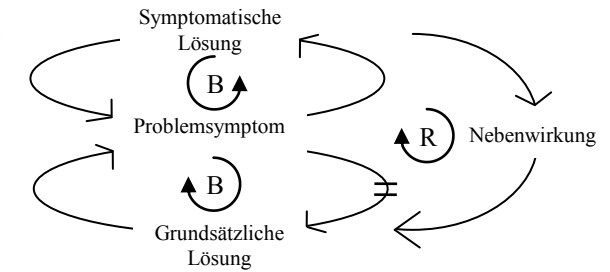 Symptomatische
Lösung
B
Problemsymptom
R
Nebenwirkung
B
Grundsätzliche
Lösung